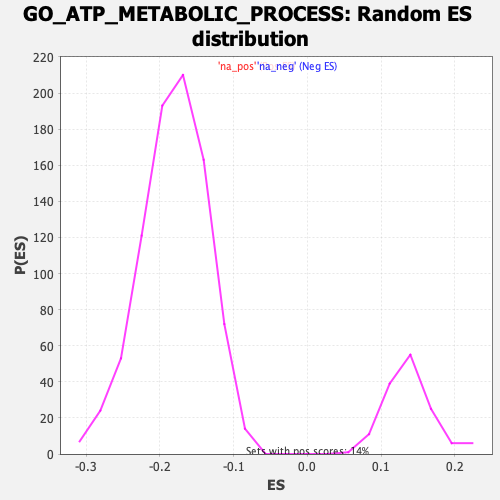 GO_ATP_METABOLIC_PROCESS: Random ES
distribution
'na_pos' 'na_neg' (Neg ES)
220
200
180
160
140
120
100
80
60
40
20
0
P(ES)
Sets with pos scores: 14%
-0.3 -0.2 -0.1 0.0 0.1 0.2
ES